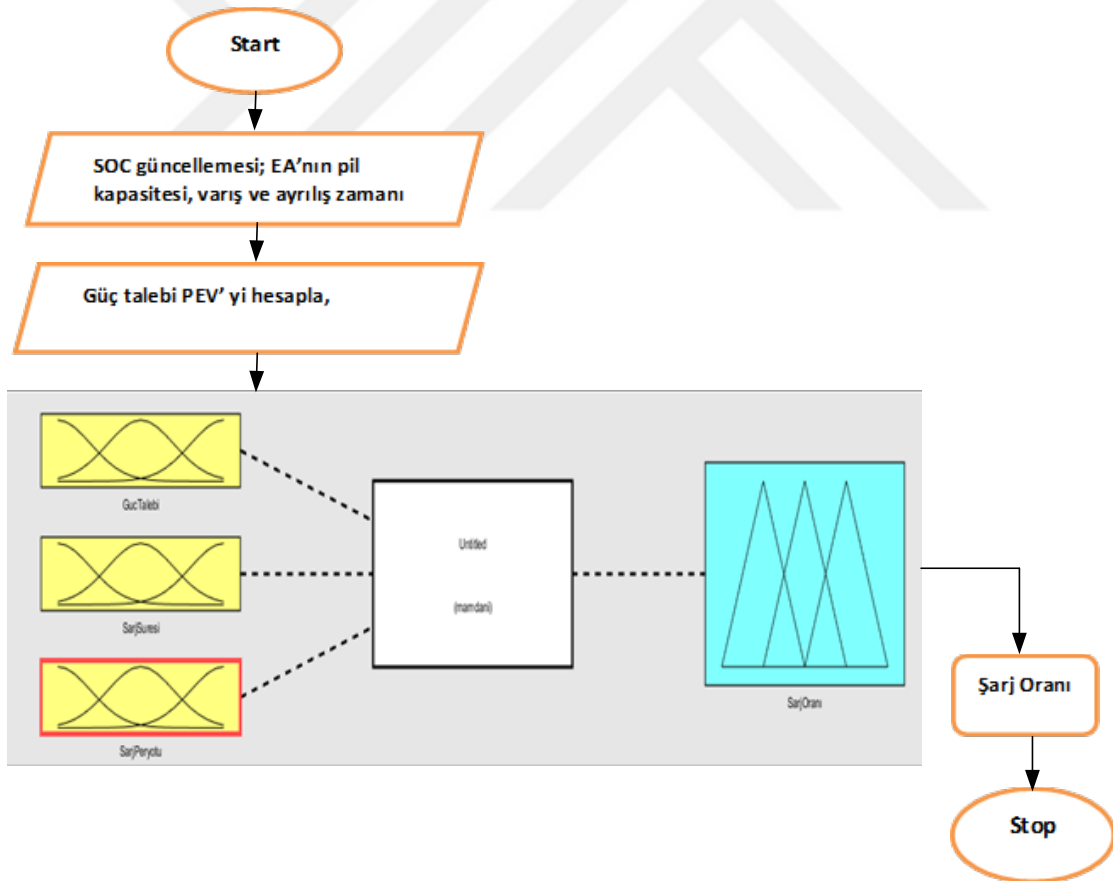 Start
SOC güncellemesi; EA'nın pil
kapasitesi, varış ve ayrılış zamanı
Güç talebi PEV' yi hesapla,
GucTalebi
SarjSuresi
SarjPeryotu
Untitled
(mamdani)
SarjOranı
Şarj Oranı
Stop